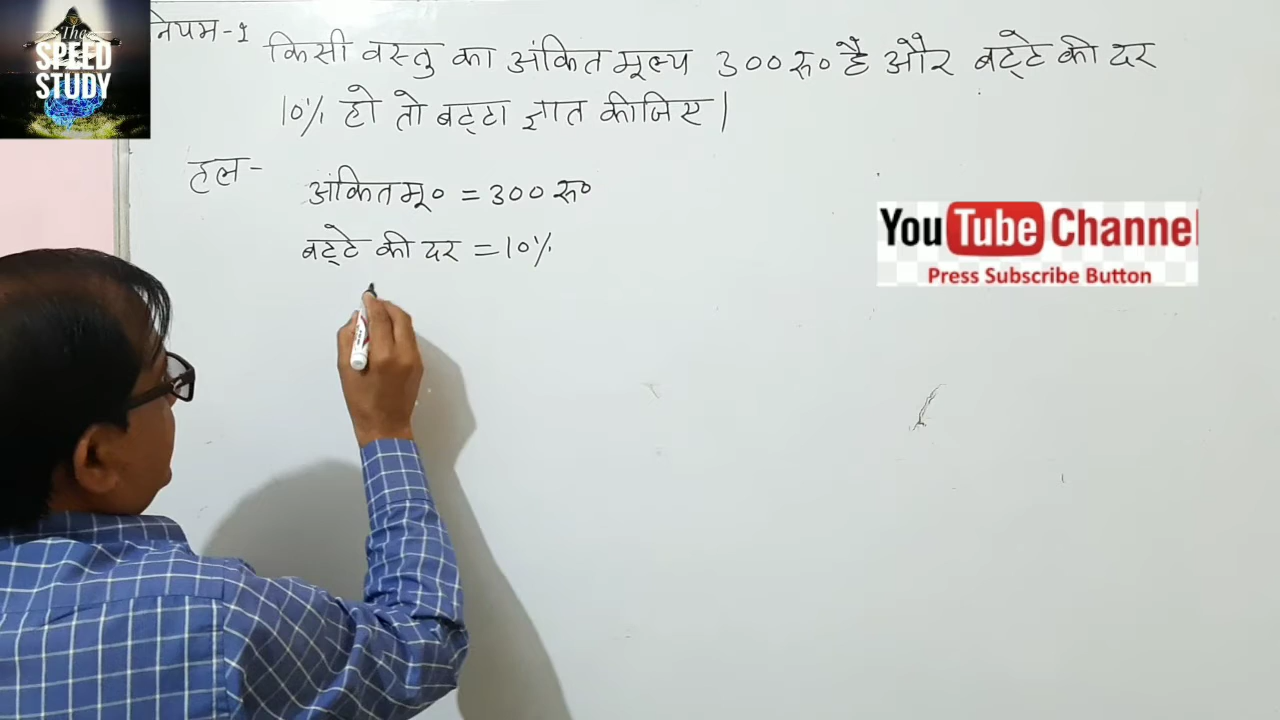 The
SPEED
STUDY
नियम-1
किसी वस्तु का अंकित मूल्य 300 रु० है और बट्टे की दर
10% हो तो बट्टा ज्ञात कीजिए।
हल-
अंकित मू० = 300 रु०
बट्टे की दर = 10%
YouTube Channel
Press Subscribe Button